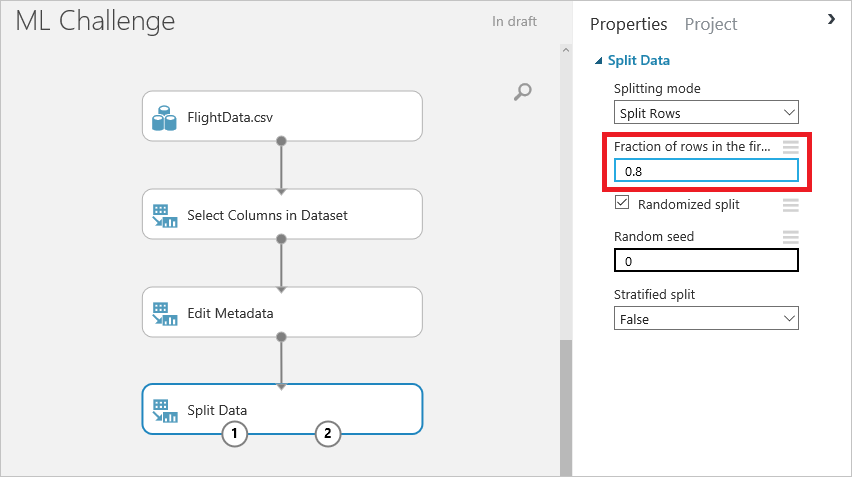 ML Challenge
In draft
FlightData.csv
Select Columns in Dataset
Edit Metadata
Split Data
1
2
Properties Project
Split Data
Splitting mode
Split Rows
Fraction of rows in the fir...
0.8
Randomized split
Random seed
0
Stratified split
False